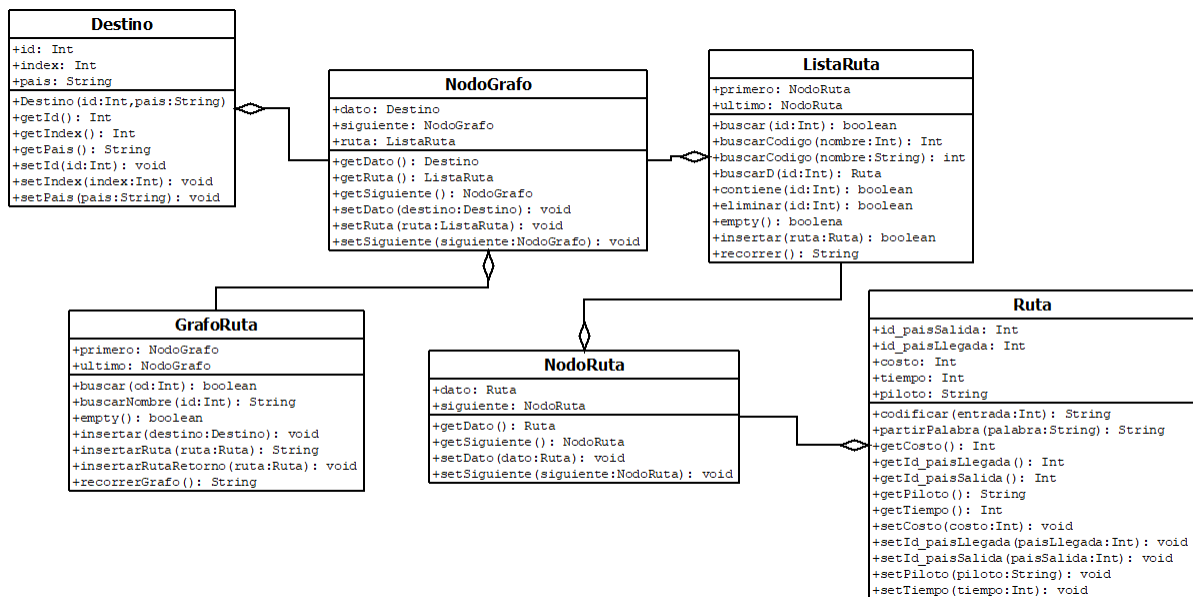 Destino
+id: Int
+index: Int
+pais: String
+Destino(id:Int,pais:String)
+getId(): Int
+getIndex(): Int
+getPais(): String
+setId(id:Int): void
+setIndex(index:Int): void
+setPais(pais:String): void
NodoGrafo
+dato: Destino
+siguiente: NodoGrafo
+ruta: ListaRuta
+getDato(): Destino
+getRuta(): ListaRuta
+getSiguiente(): NodoGrafo
+setDato(destino:Destino): void
+setRuta(ruta:ListaRuta): void
+setSiguiente(siguiente:NodoGrafo): void
ListaRuta
+primero: NodoRuta
+ultimo: NodoRuta
+buscar(id:Int): boolean
+buscarCodigo(nombre:Int): Int
+buscarCodigo(nombre:String): int
+buscarD(id:Int): Ruta
+contiene(id:Int): boolean
+eliminar(id:Int): boolean
+empty(): boolena
+insertar(ruta:Ruta): boolean
+recorrer(): String
GrafoRuta
+primero: NodoGrafo
+ultimo: NodoGrafo
+buscar(od:Int): boolean
+buscarNombre(id:Int): String
+empty(): boolean
+insertar(destino:Destino): void
+insertarRuta(ruta:Ruta): String
+insertarRutaRetorno(ruta:Ruta): void
+recorrerGrafo(): String
NodoRuta
+dato: Ruta
+siguiente: NodoRuta
+getDato(): Ruta
+getSiguiente(): NodoRuta
+setDato(dato:Ruta): void
+setSiguiente(siguiente:NodoRuta): void
Ruta
+id_paisSalida: Int
+id_paisLlegada: Int
+costo: Int
+tiempo: Int
+piloto: String
+codificar(entrada:Int): String
+partirPalabra(palabra:String): String
+getCosto(): Int
+getId_paisLlegada(): Int
+getId_paisSalida(): Int
+getPiloto(): String
+getTiempo(): Int
+setCosto(costo:Int): void
+setId_paisLlegada(paisLlegada:Int): void
+setId_paisSalida(paisSalida:Int): void
+setPiloto(piloto:String): void
+setTiempo(tiempo:Int): void